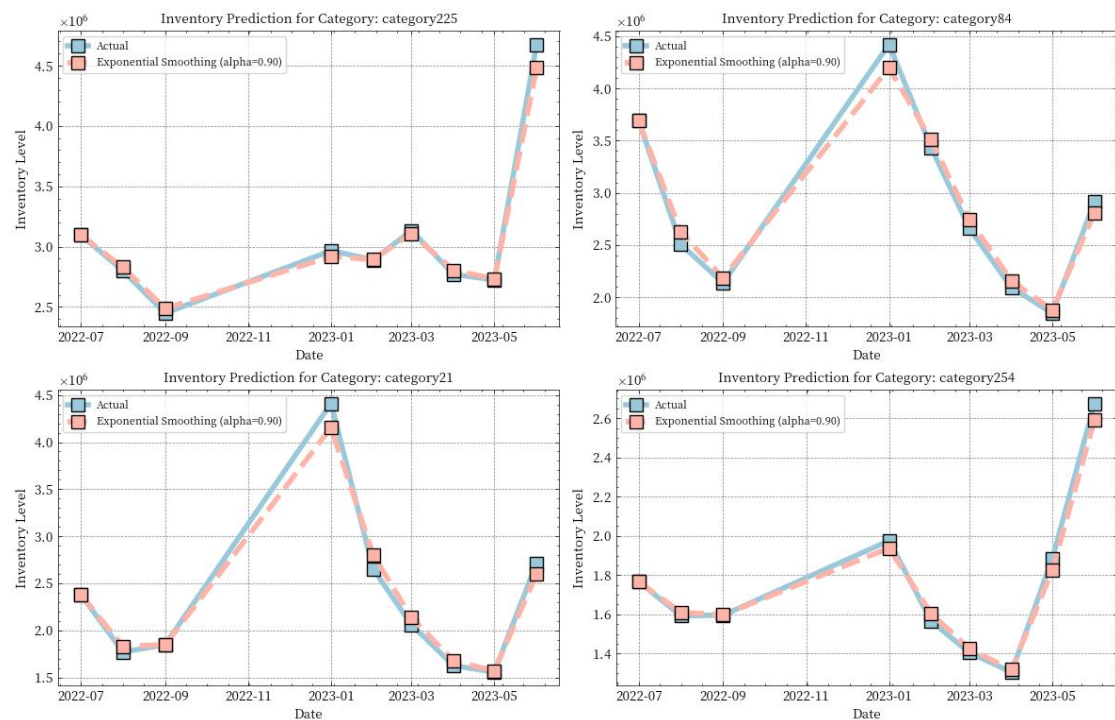 Inventory Prediction for Category: category225
×10⁶
Actual
Exponential Smoothing (alpha=0.90)
4.5
4.0
3.5
3.0
2.5
Inventory Level
2022-07 2022-09 2022-11 2023-01 2023-03 2023-05
Date
Inventory Prediction for Category: category84
×10⁶
Actual
Exponential Smoothing (alpha=0.90)
4.5
4.0
3.5
3.0
2.5
2.0
Inventory Level
2022-07 2022-09 2022-11 2023-01 2023-03 2023-05
Date
Inventory Prediction for Category: category21
×10⁶
Actual
Exponential Smoothing (alpha=0.90)
4.5
4.0
3.5
3.0
2.5
2.0
1.5
Inventory Level
2022-07 2022-09 2022-11 2023-01 2023-03 2023-05
Date
Inventory Prediction for Category: category254
×10⁶
Actual
Exponential Smoothing (alpha=0.90)
2.6
2.4
2.2
2.0
1.8
1.6
1.4
Inventory Level
2022-07 2022-09 2022-11 2023-01 2023-03 2023-05
Date